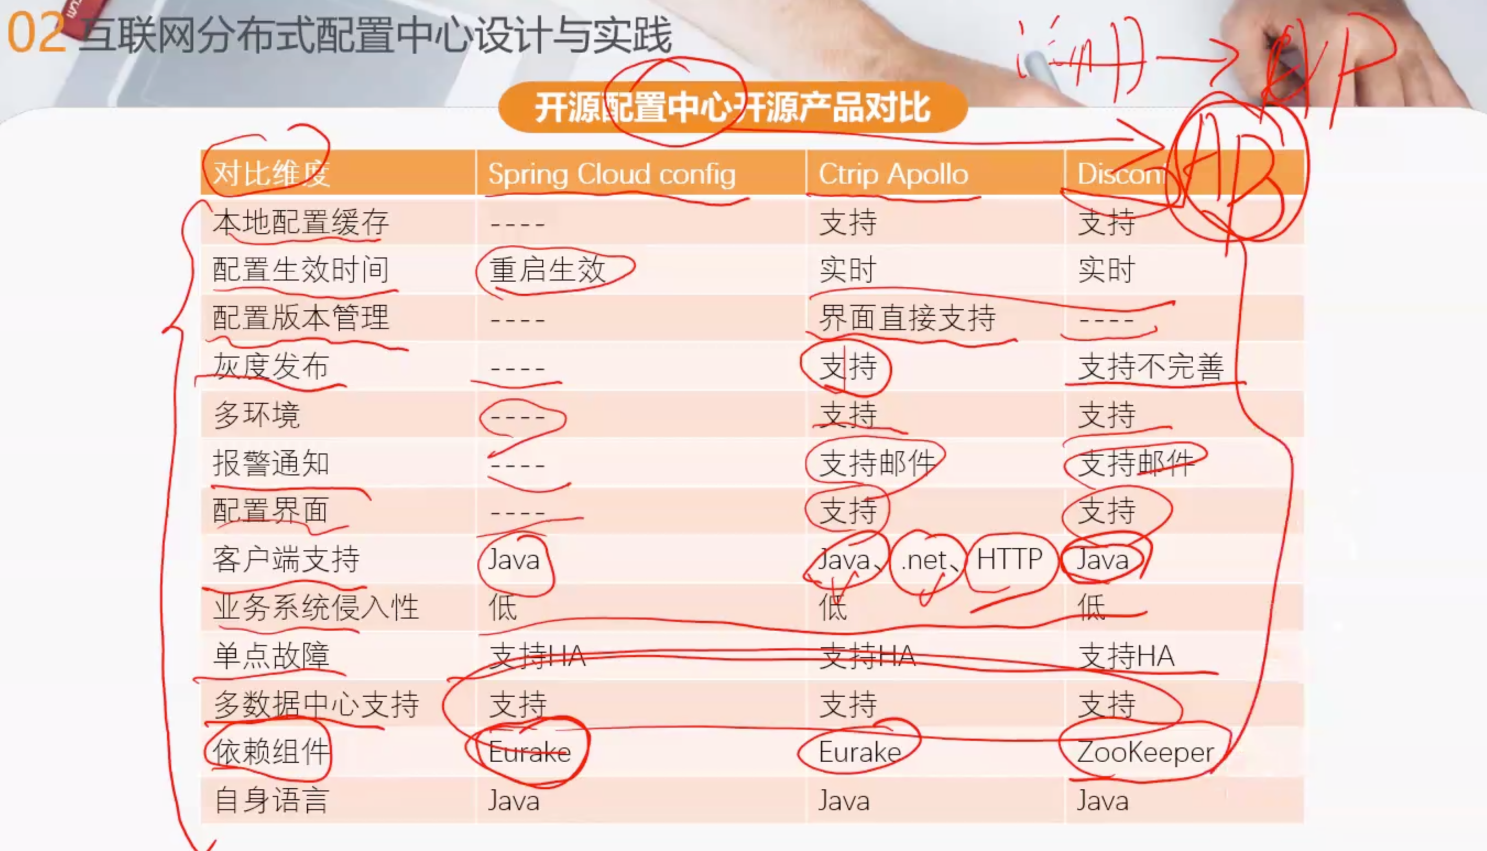 02 互联网分布式配置中心设计与实践
注册 → AP
开源配置中心开源产品对比
AP
对比维度 Spring Cloud config Ctrip Apollo Disconf
本地配置缓存 ---- 支持 支持
配置生效时间 重启生效 实时 实时
配置版本管理 ---- 界面直接支持 ----
灰度发布 ---- 支持 支持不完善
多环境 ---- 支持 支持
报警通知 ---- 支持邮件 支持邮件
配置界面 ---- 支持 支持
客户端支持 Java Java、.net、HTTP Java
业务系统侵入性 低 低 低
单点故障 支持HA 支持HA 支持HA
多数据中心支持 支持 支持 支持
依赖组件 Eurake Eurake ZooKeeper
自身语言 Java Java Java